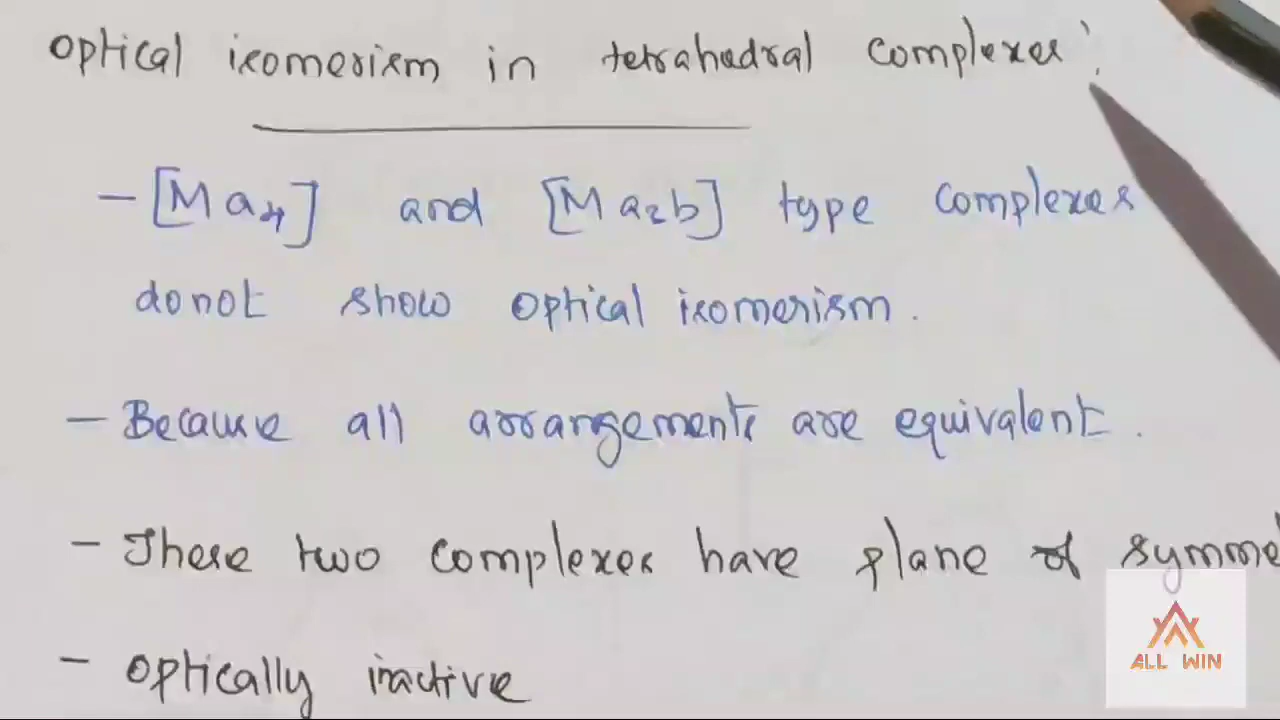 Optical isomerism in tetrahedral complexes:
- [Ma4] and [Ma2b] type complexes
donot show optical isomerism.
- Because all arrangements are equivalent.
- These two complexes have plane of symme
- Optically inactive
ALL WIN